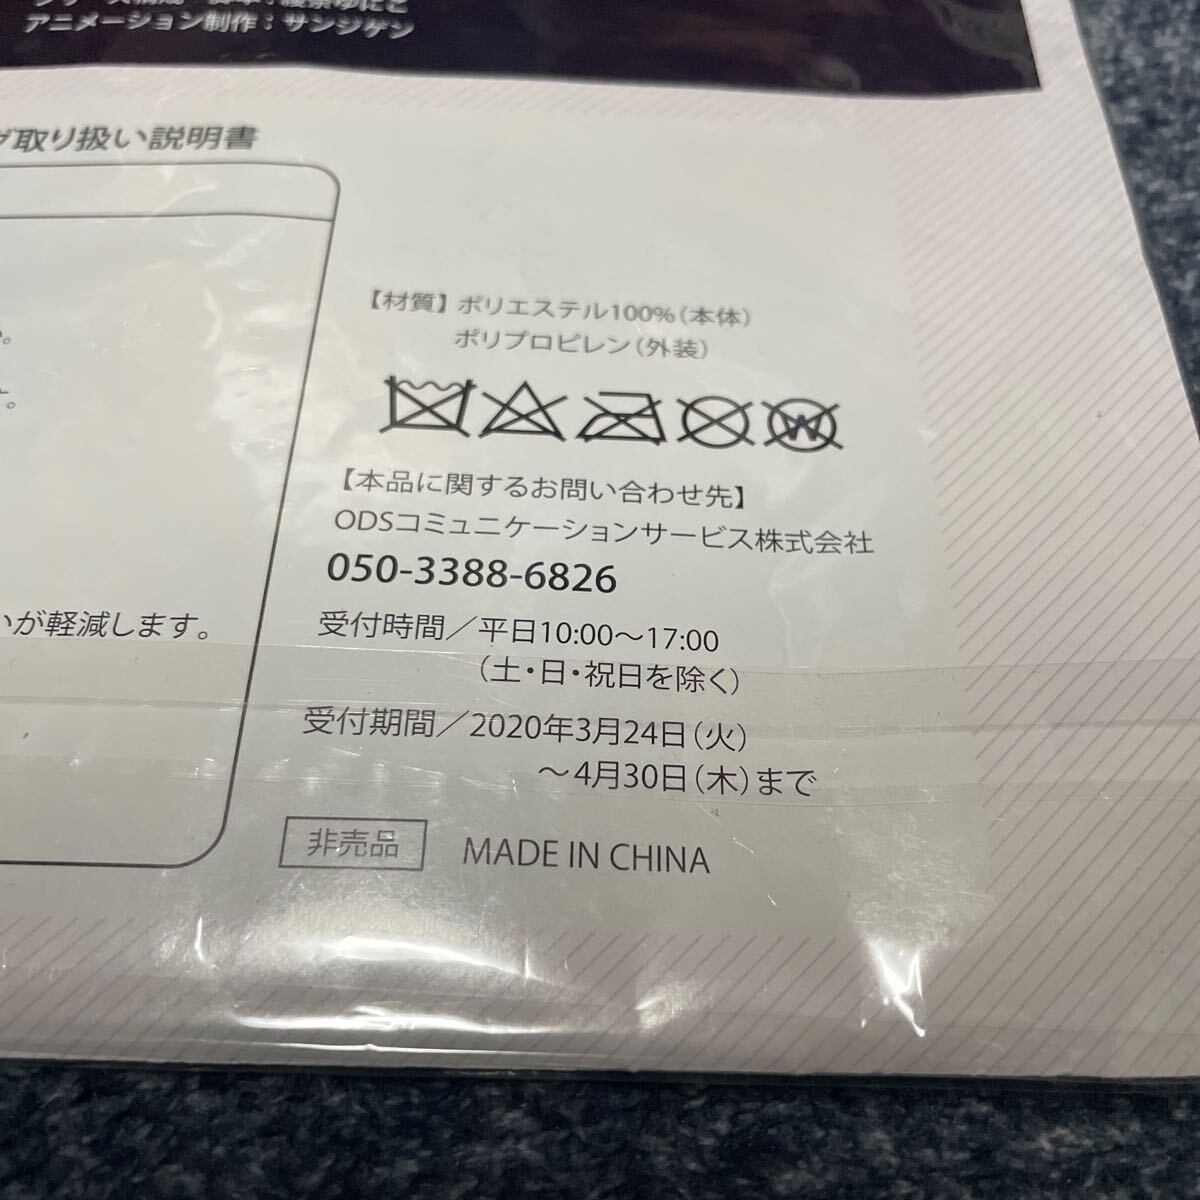 アニメーション制作：サンジゲン
取り扱い説明書
【材質】ポリエステル100%（本体）
ポリプロピレン（外装）
す。
【本品に関するお問い合わせ先】
ODSコミュニケーションサービス株式会社
050-3388-6826
いが軽減します。
受付時間／平日10:00～17:00
（土・日・祝日を除く）
受付期間／2020年3月24日（火）
～4月30日（木）まで
非売品 MADE IN CHINA